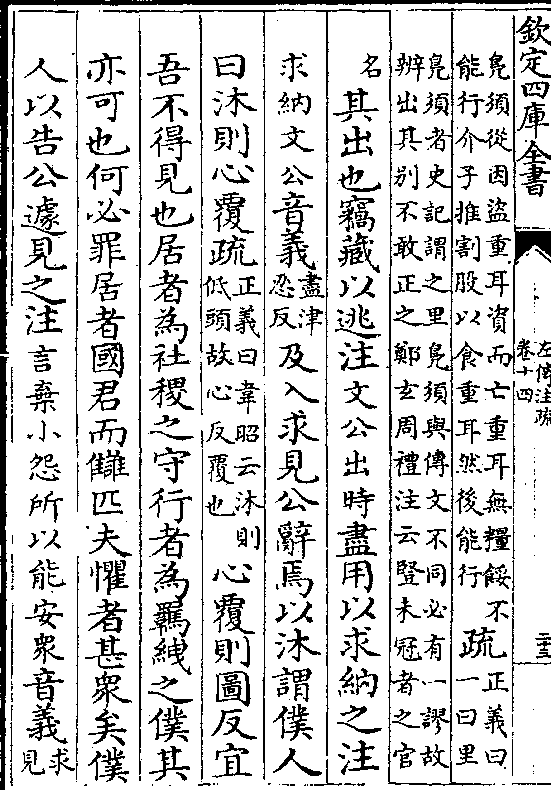 欽定四庫全書
左傳注疏
卷十四
鳬須從因盜重耳資而亡重耳無糧餒不
能行介子推割股以食重耳然後能行
疏
正義曰
一曰里
鳬須者史記謂之里鳬須與傳文不同必有一謬故
辨出其别不敢正之鄭玄周禮注云豎未冠者之官
名其出也竊藏以逃注文公出時盡用以求納之注
求納文公音義盡津忍反及入求見公辭焉以沐謂僕人
曰沐則心覆疏正義曰韋昭云沐則低頭故心反覆也心覆則圖反宜
吾不得見也居者為社稷之守行者為羈絏之僕其
亦可也何必罪居者國君而讎匹夫懼者甚衆矣僕
人以告公遽見之注言棄小怨所以能安衆音義求見